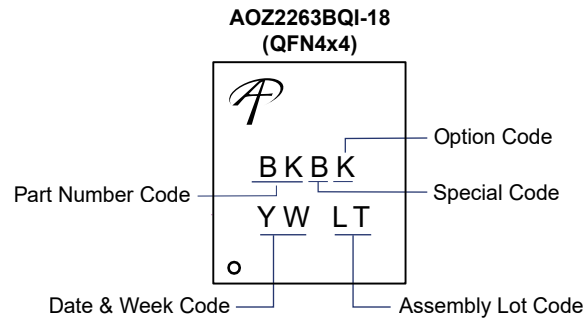 AOZ2263BQI-18
(QFN4x4)
Option Code
BKBK
Part Number Code
Special Code
YW LT
Date & Week Code
Assembly Lot Code